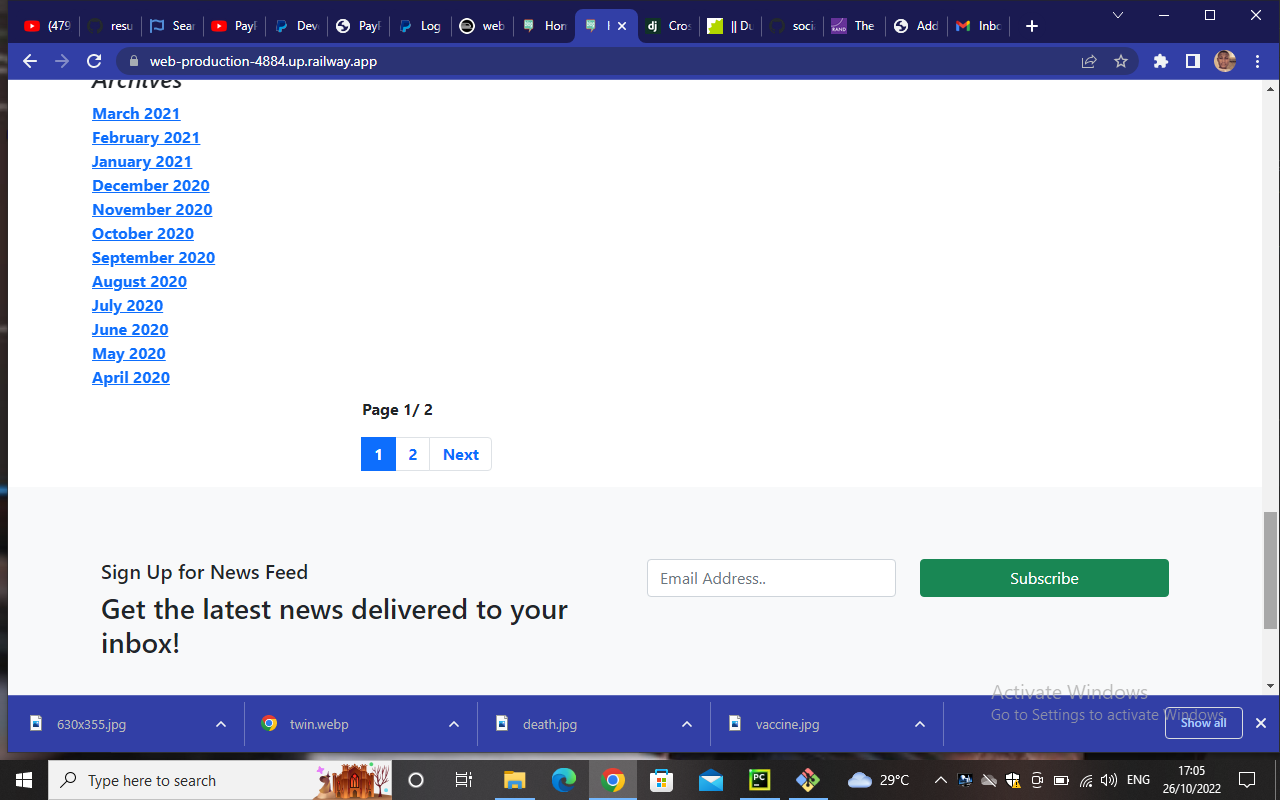 (479
resu
Sear
PayP
Deve
PayP
Log
web
Hon
Cros
|| Du
soci
The
Add
Inbo
web-production-4884.up.railway.app
Archives
March 2021
February 2021
January 2021
December 2020
November 2020
October 2020
September 2020
August 2020
July 2020
June 2020
May 2020
April 2020
Page 1/ 2
1 2 Next
Sign Up for News Feed
Get the latest news delivered to your
inbox!
Email Address..
Subscribe
Activate Windows
Go to Settings to activate Windows.
630x355.jpg
twin.webp
death.jpg
vaccine.jpg
Show all
Type here to search
29°C
ENG
17:05
26/10/2022